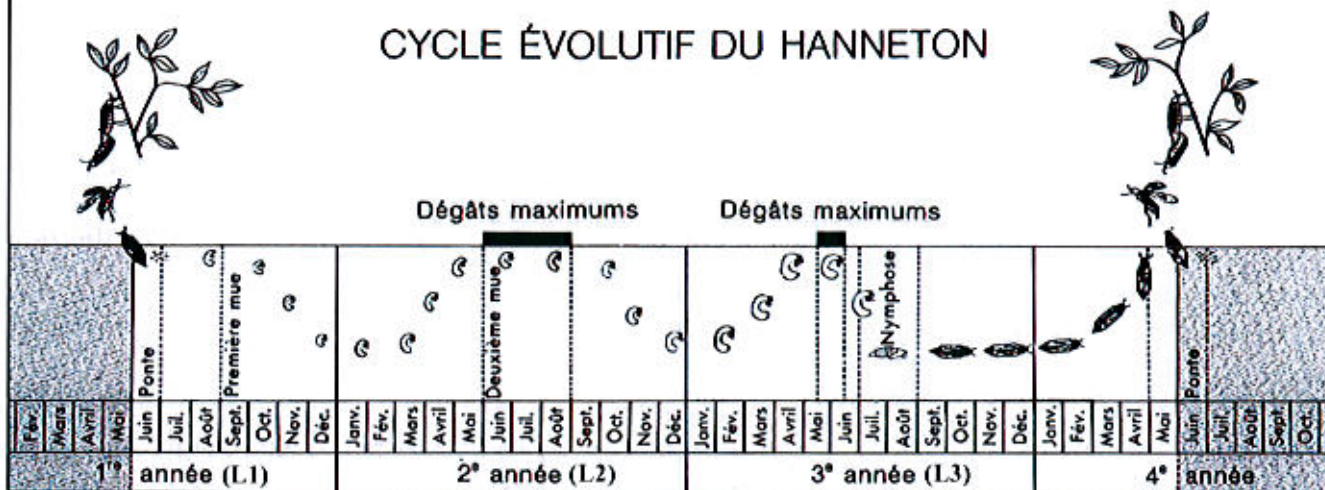 CYCLE ÉVOLUTIF DU HANNETON
Dégâts maximums
Dégâts maximums
Ponte
Première mue
Deuxième mue
Nymphose
Ponte
Fév. Mars Avril Mai Juin Juil. Août Sept. Oct. Nov. Déc. Janv. Fév. Mars Avril Mai Juin Juil. Août Sept. Oct. Nov. Déc. Janv. Fév. Mars Avril Mai Juin Juil. Août Sept. Oct. Nov. Déc. Janv. Fév. Mars Avril Mai Juin Juil. Août Sept. Oct.
1re année (L1) 2e année (L2) 3e année (L3) 4e année